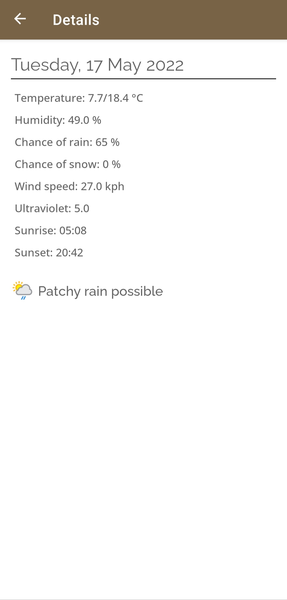 Details
Tuesday, 17 May 2022
Temperature: 7.7/18.4 °C
Humidity: 49.0 %
Chance of rain: 65 %
Chance of snow: 0 %
Wind speed: 27.0 kph
Ultraviolet: 5.0
Sunrise: 05:08
Sunset: 20:42
Patchy rain possible